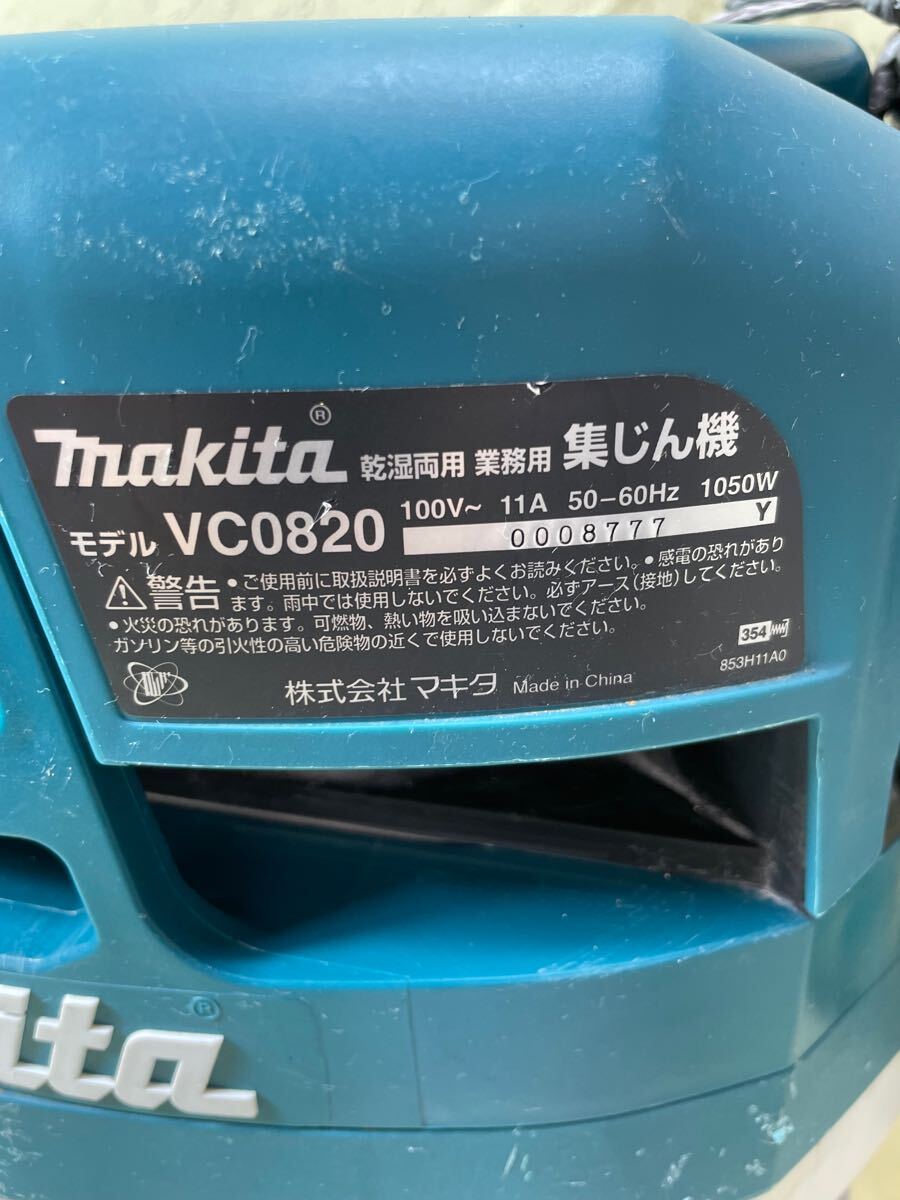 makita® 乾湿両用 業務用 集じん機
モデル VC0820 100V～ 11A 50-60Hz 1050W
0008777 Y
⚠警告 •ご使用前に取扱説明書を必ずよくお読みください。•感電の恐れがあり
ます。雨中では使用しないでください。必ずアース（接地）してください。
•火災の恐れがあります。可燃物、熱い物を吸い込まないでください。
ガソリン等の引火性の高い危険物の近くで使用しないでください。
354
853H11A0
株式会社 マキタ Made in China
ita®